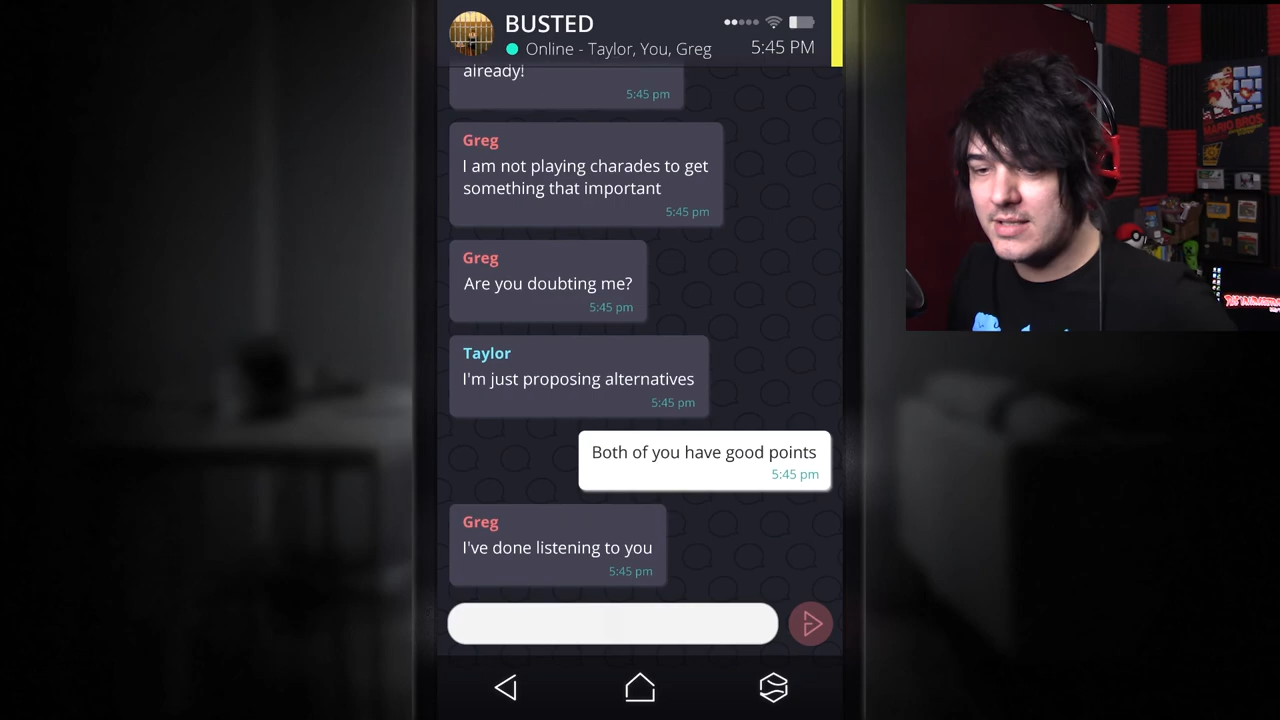 BUSTED
Online - Taylor, You, Greg
5:45 PM
already!
5:45 pm
Greg
I am not playing charades to get
something that important
5:45 pm
Greg
Are you doubting me?
5:45 pm
Taylor
I'm just proposing alternatives
5:45 pm
Both of you have good points
5:45 pm
Greg
I've done listening to you
5:45 pm
MARIO BROS.